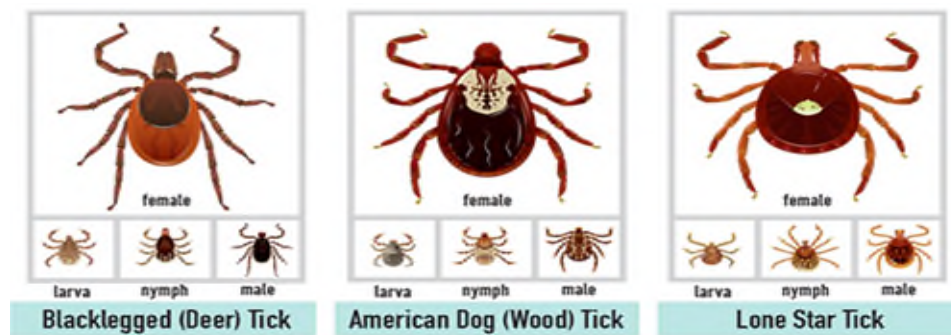 female
larva nymph male
Blacklegged (Deer) Tick
female
larva nymph male
American Dog (Wood) Tick
female
larva nymph male
Lone Star Tick